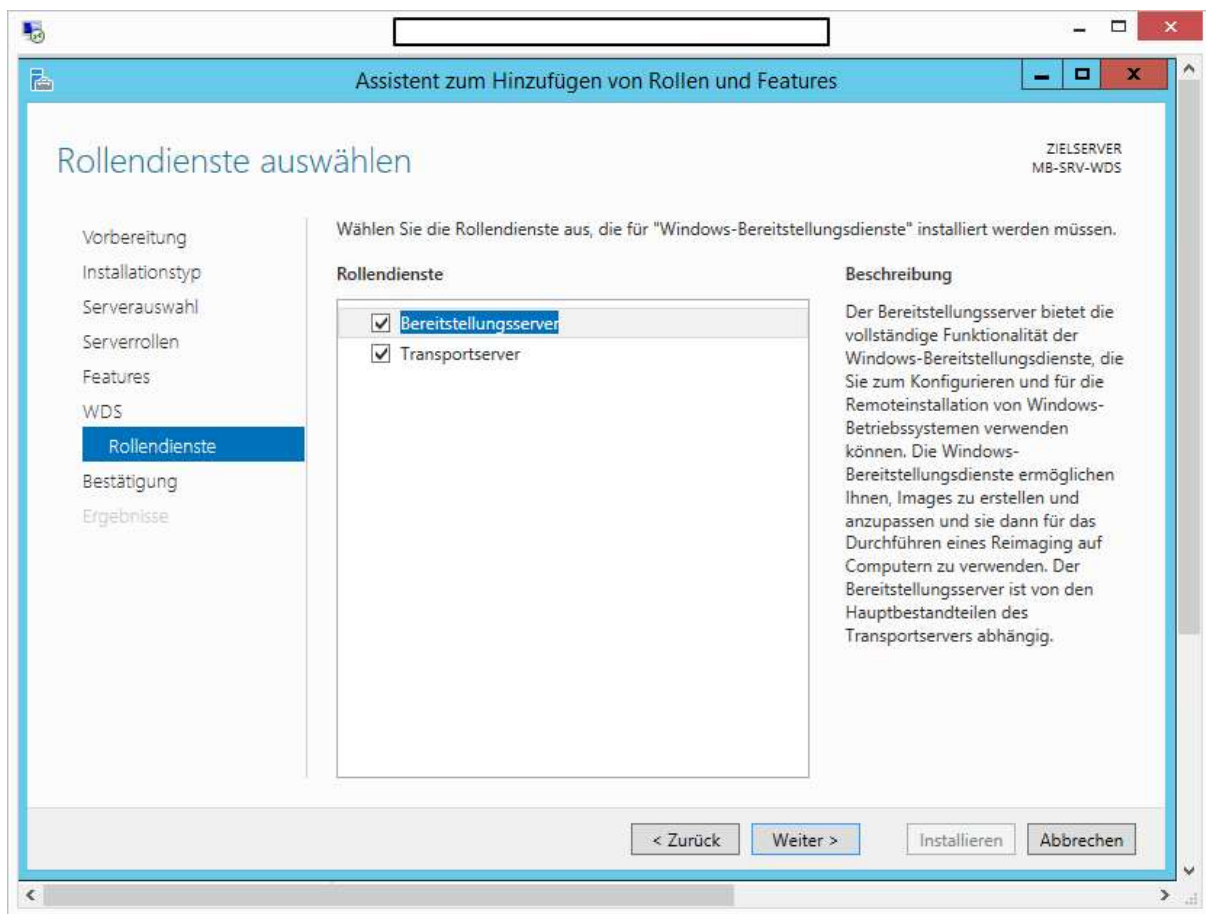 Assistent zum Hinzufügen von Rollen und Features
Rollendienste auswählen
ZIELSERVER
MB-SRV-WDS
Vorbereitung
Installationstyp
Serverauswahl
Serverrollen
Features
WDS
Rollendienste
Bestätigung
Ergebnisse
Wählen Sie die Rollendienste aus, die für "Windows-Bereitstellungsdienste" installiert werden müssen.
Rollendienste
Bereitstellungsserver
Transportserver
Beschreibung
Der Bereitstellungsserver bietet die
vollständige Funktionalität der
Windows-Bereitstellungsdienste, die
Sie zum Konfigurieren und für die
Remoteinstallation von Windows-
Betriebssystemen verwenden
können. Die Windows-
Bereitstellungsdienste ermöglichen
Ihnen, Images zu erstellen und
anzupassen und sie dann für das
Durchführen eines Reimaging auf
Computern zu verwenden. Der
Bereitstellungsserver ist von den
Hauptbestandteilen des
Transportservers abhängig.
< Zurück
Weiter >
Installieren
Abbrechen